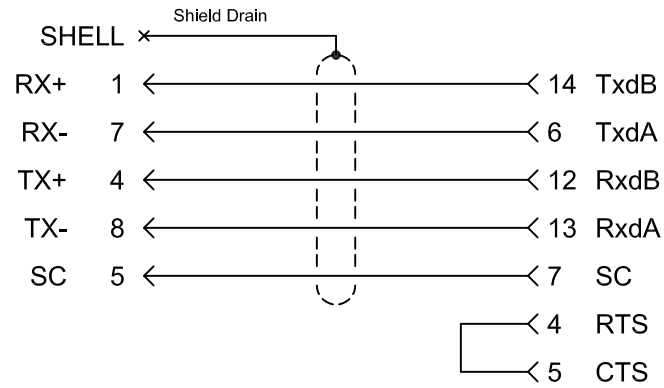 Shield Drain
SHELL
RX+ 1 14 TxdB
RX- 7 6 TxdA
TX+ 4 12 RxdB
TX- 8 13 RxdA
SC 5 7 SC
4 RTS
5 CTS